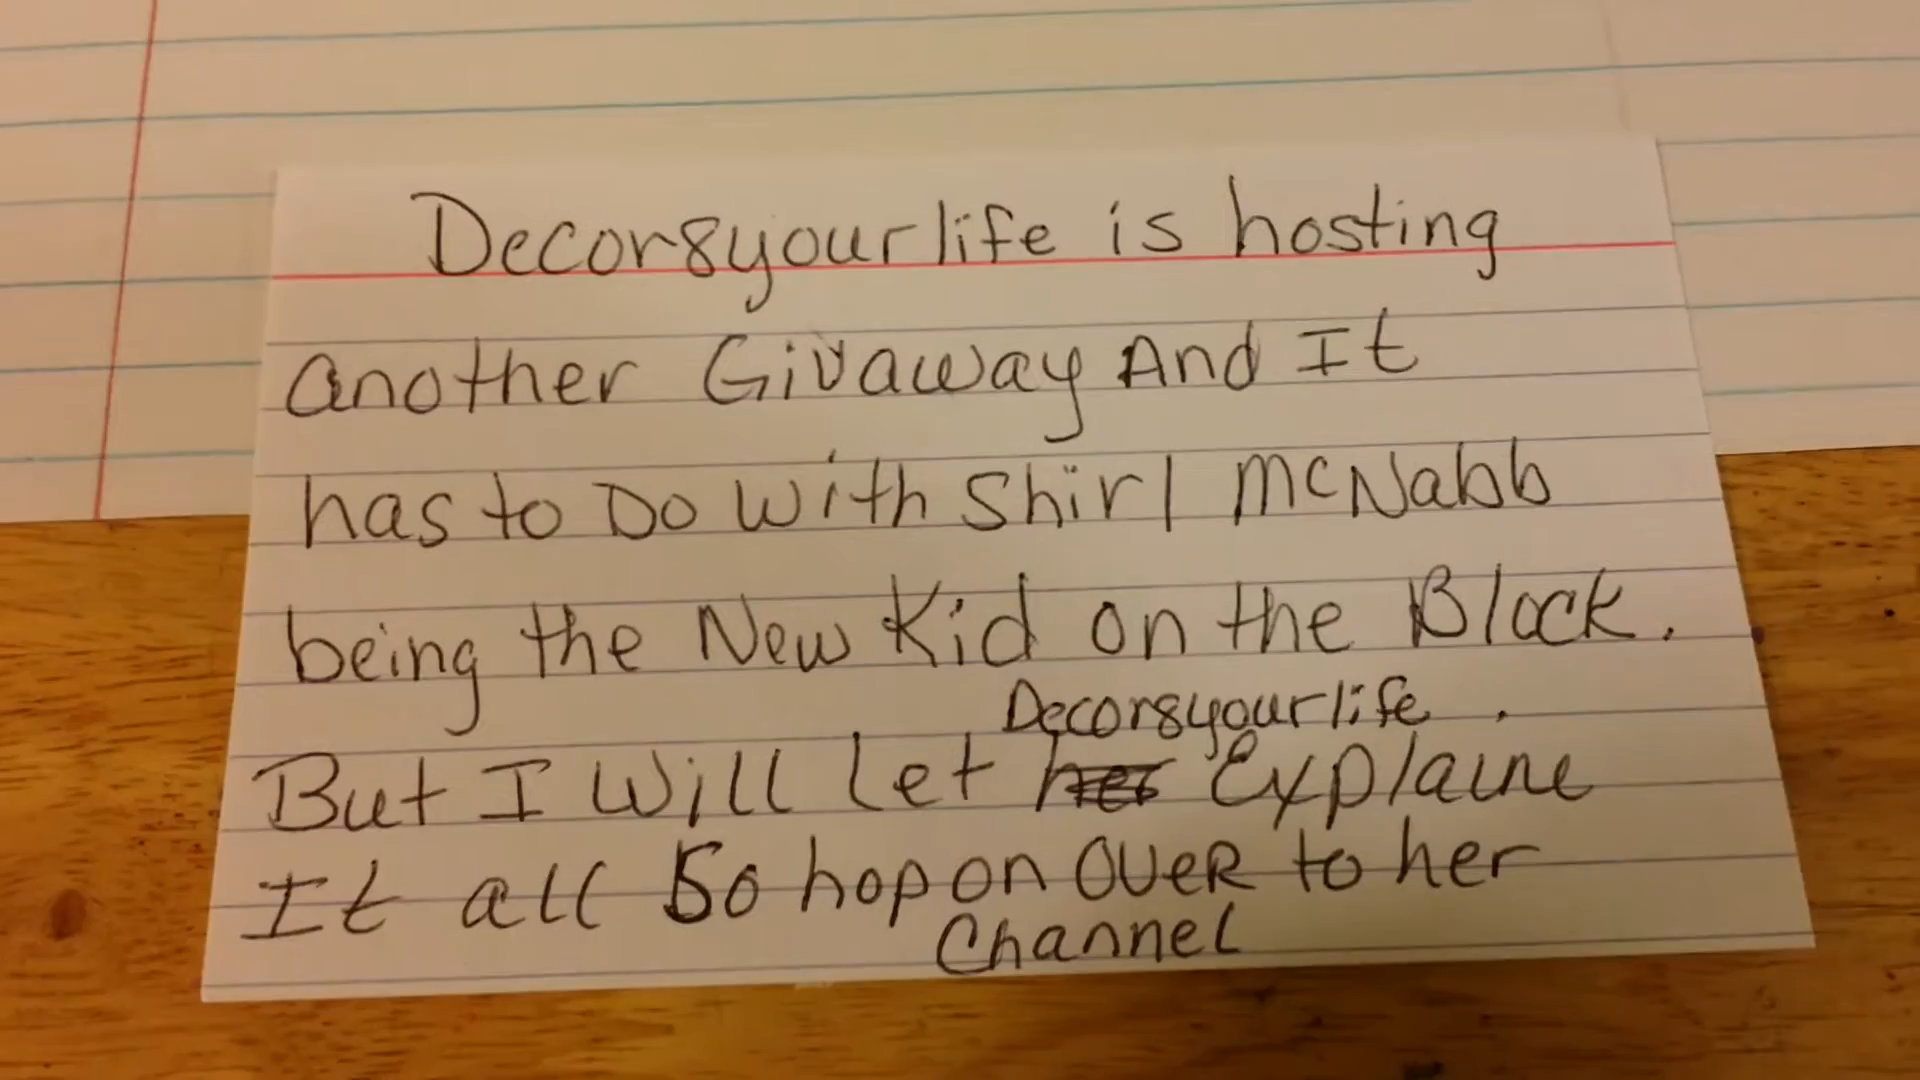 Decor8yourlife is hosting
another Givaway And It
has to Do With Shirl McNabb
being the New Kid on the Block.
Decor8yourlife .
But I Will Let her Explaine
It all So hop on OVER to her
Channel